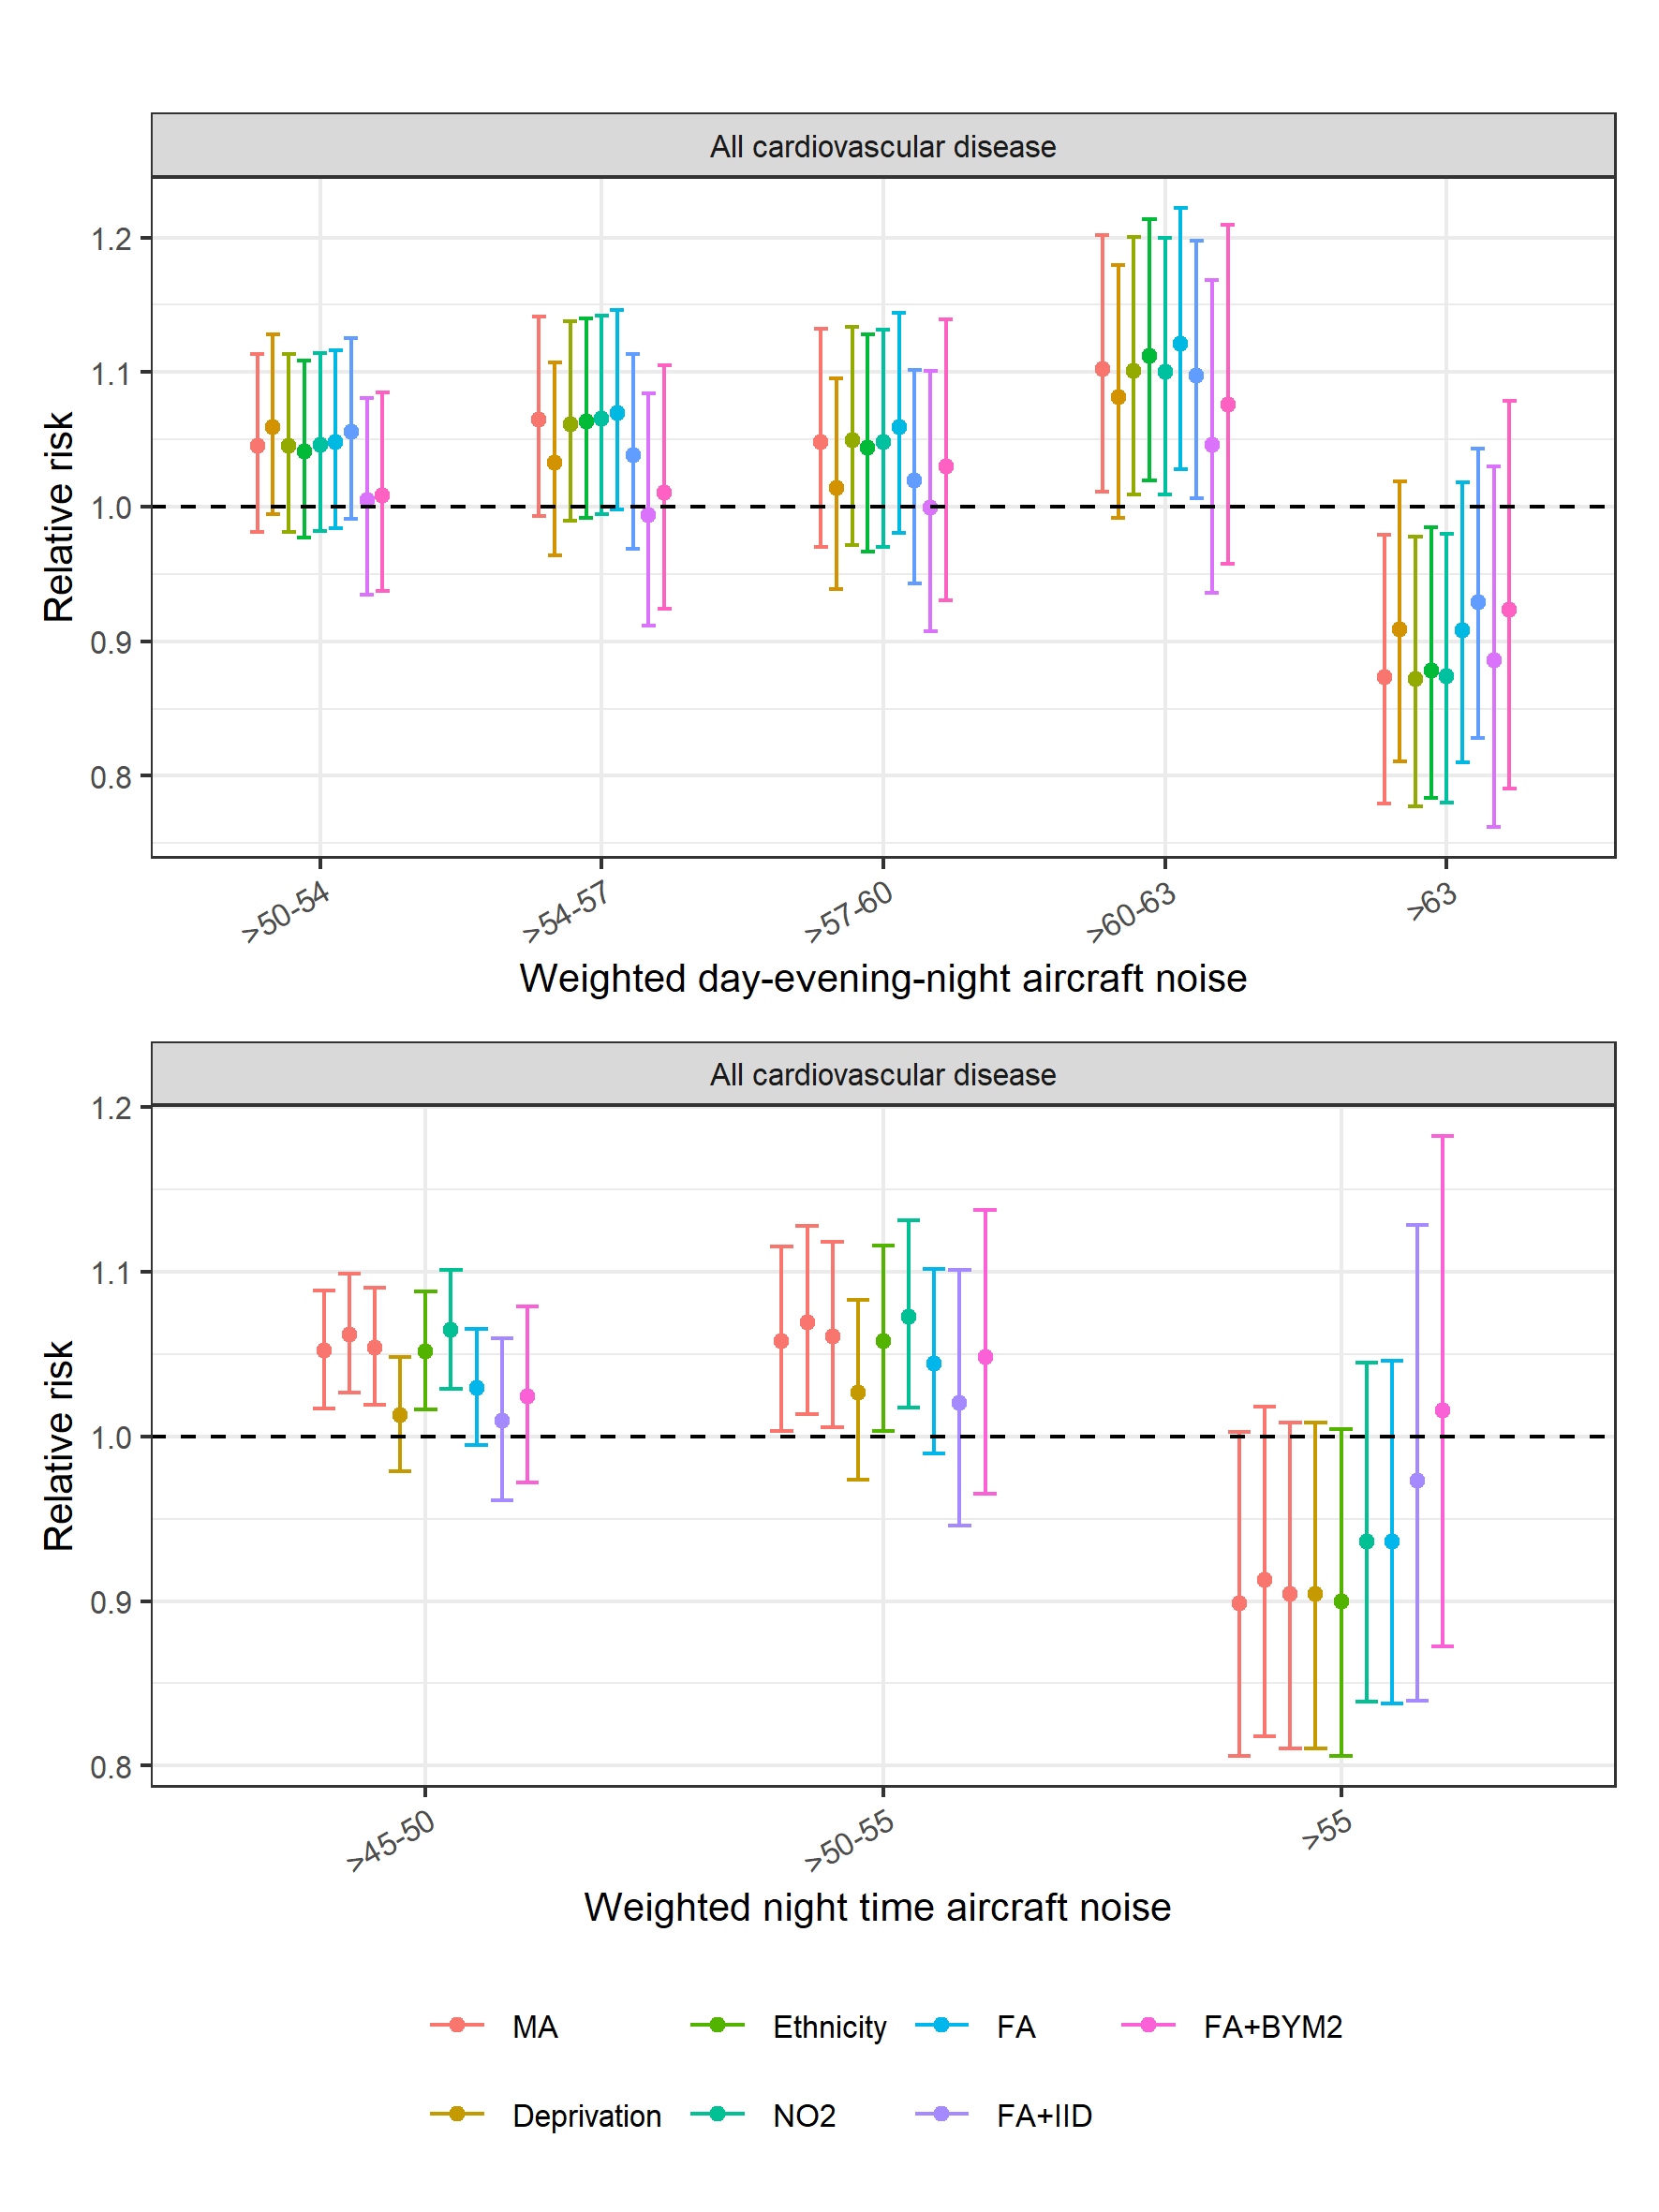 All cardiovascular disease
1.2
1.1
1.0
0.9
0.8
Relative risk
>50-54
>54-57
>57-60
>60-63
>63
Weighted day-evening-night aircraft noise
All cardiovascular disease
1.2
1.1
1.0
0.9
0.8
Relative risk
>45-50
>50-55
>55
Weighted night time aircraft noise
MA
Ethnicity
FA
FA+BYM2
Deprivation
NO2
FA+IID